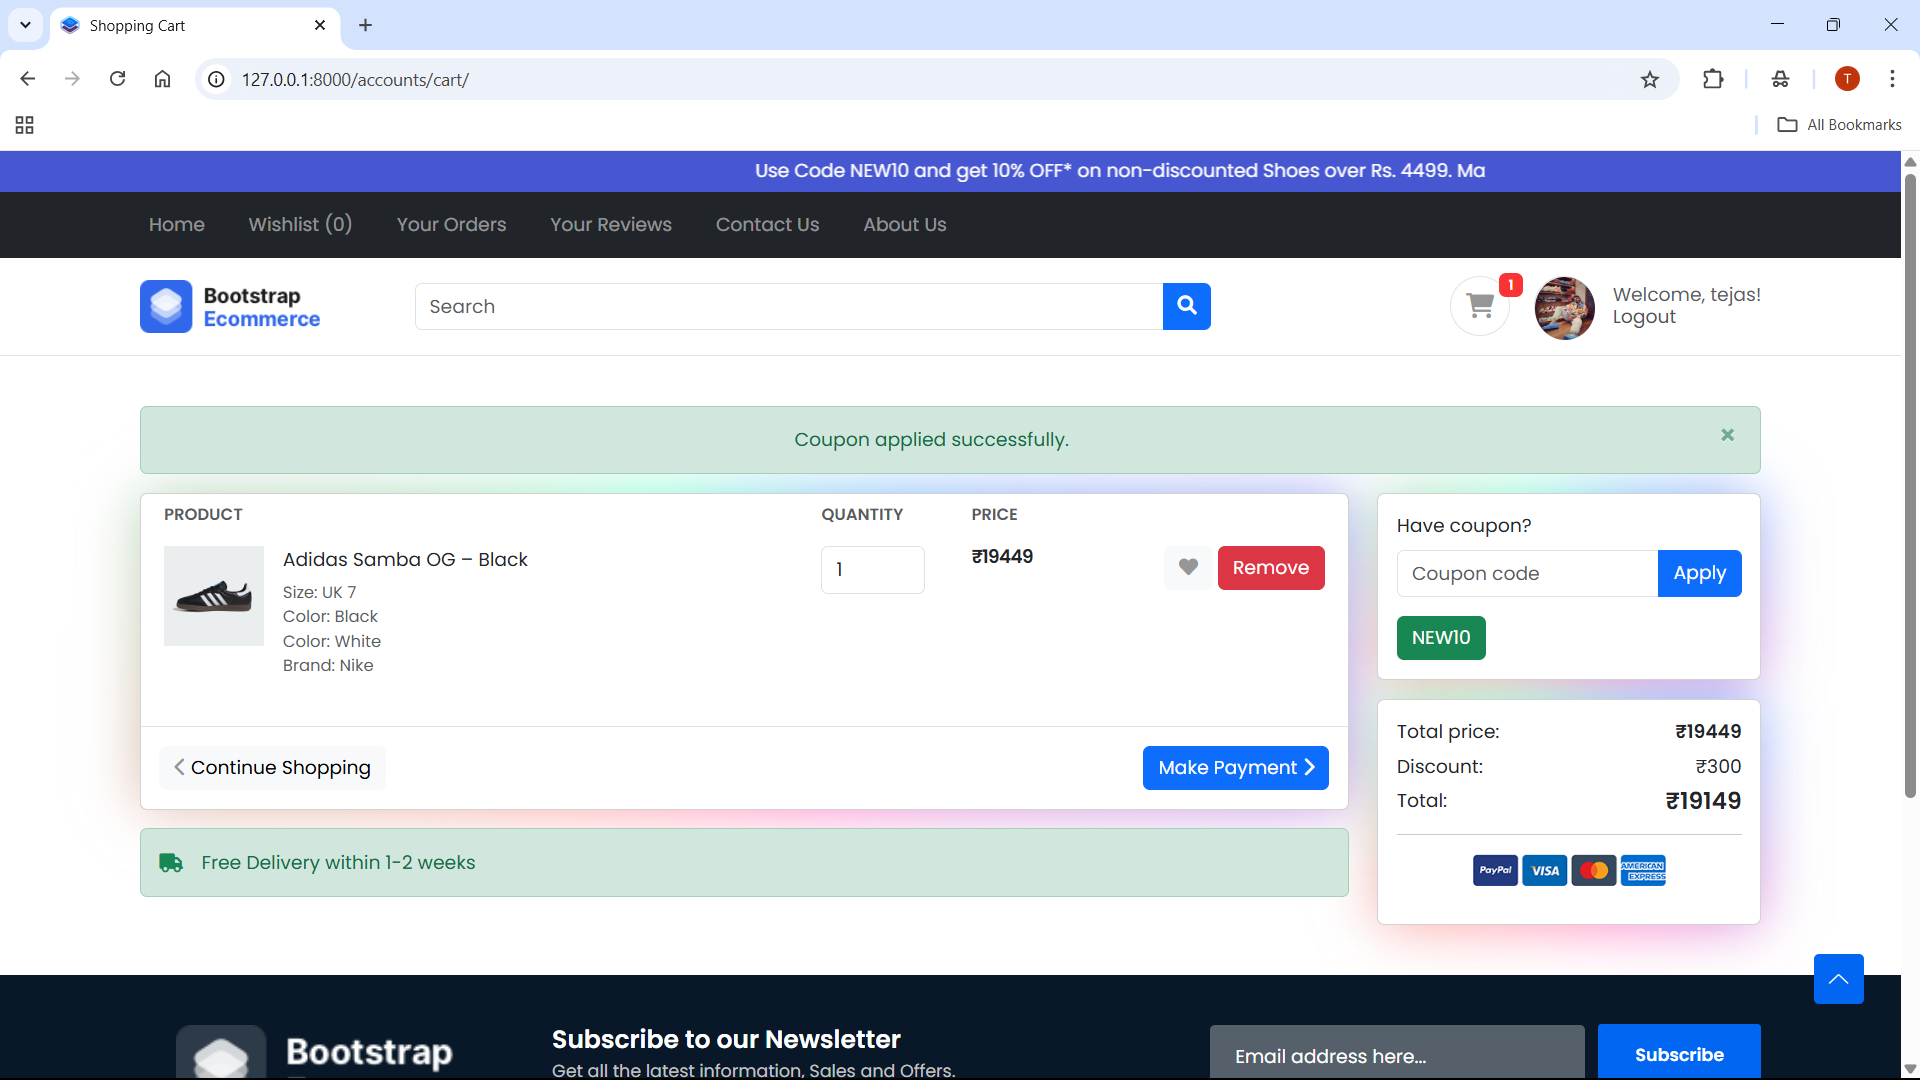 Shopping Cart
127.0.0.1:8000/accounts/cart/
T
All Bookmarks
Use Code NEW10 and get 10% OFF* on non-discounted Shoes over Rs. 4499. Ma
Home Wishlist (0) Your Orders Your Reviews Contact Us About Us
Bootstrap
Ecommerce
Search
1
Welcome, tejas!
Logout
Coupon applied successfully.
PRODUCT QUANTITY PRICE
Adidas Samba OG – Black
Size: UK 7
Color: Black
Color: White
Brand: Nike
1
₹19449
Remove
Continue Shopping
Make Payment
Free Delivery within 1-2 weeks
Have coupon?
Coupon code Apply
NEW10
Total price: ₹19449
Discount: ₹300
Total: ₹19149
PayPal VISA AMERICAN EXPRESS
Bootstrap
Subscribe to our Newsletter
Get all the latest information, Sales and Offers.
Email address here...
Subscribe